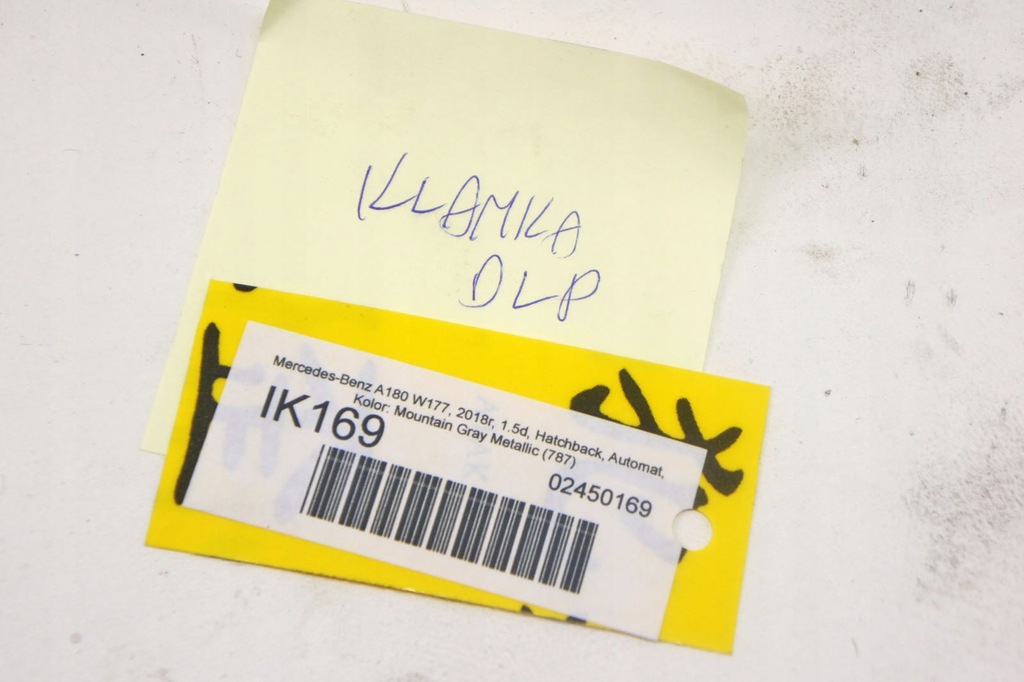 KLAMKA
DLP
Mercedes-Benz A180 W177, 2018r, 1.5d, Hatchback, Automat,
Kolor: Mountain Gray Metallic (787)
IK169
02450169